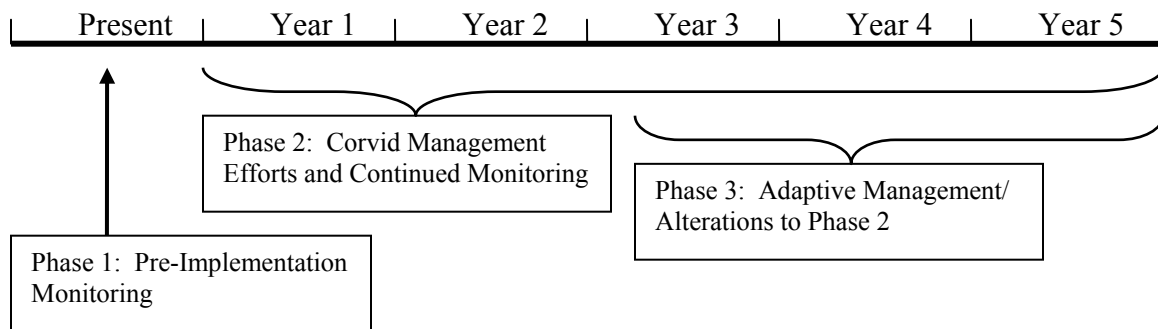 Present Year 1 Year 2 Year 3 Year 4 Year 5
Phase 2: Corvid Management
Efforts and Continued Monitoring
Phase 3: Adaptive Management/
Alterations to Phase 2
Phase 1: Pre-Implementation
Monitoring